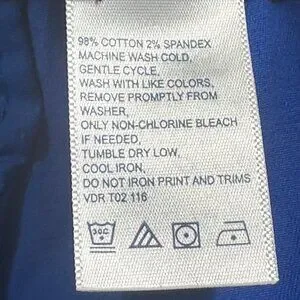 98% COTTON 2% SPANDEX
MACHINE WASH COLD,
GENTLE CYCLE,
WASH WITH LIKE COLORS,
REMOVE PROMPTLY FROM
WASHER,
ONLY NON-CHLORINE BLEACH
IF NEEDED,
TUMBLE DRY LOW,
COOL IRON,
DO NOT IRON PRINT AND TRIMS
VDR T02 116
30C